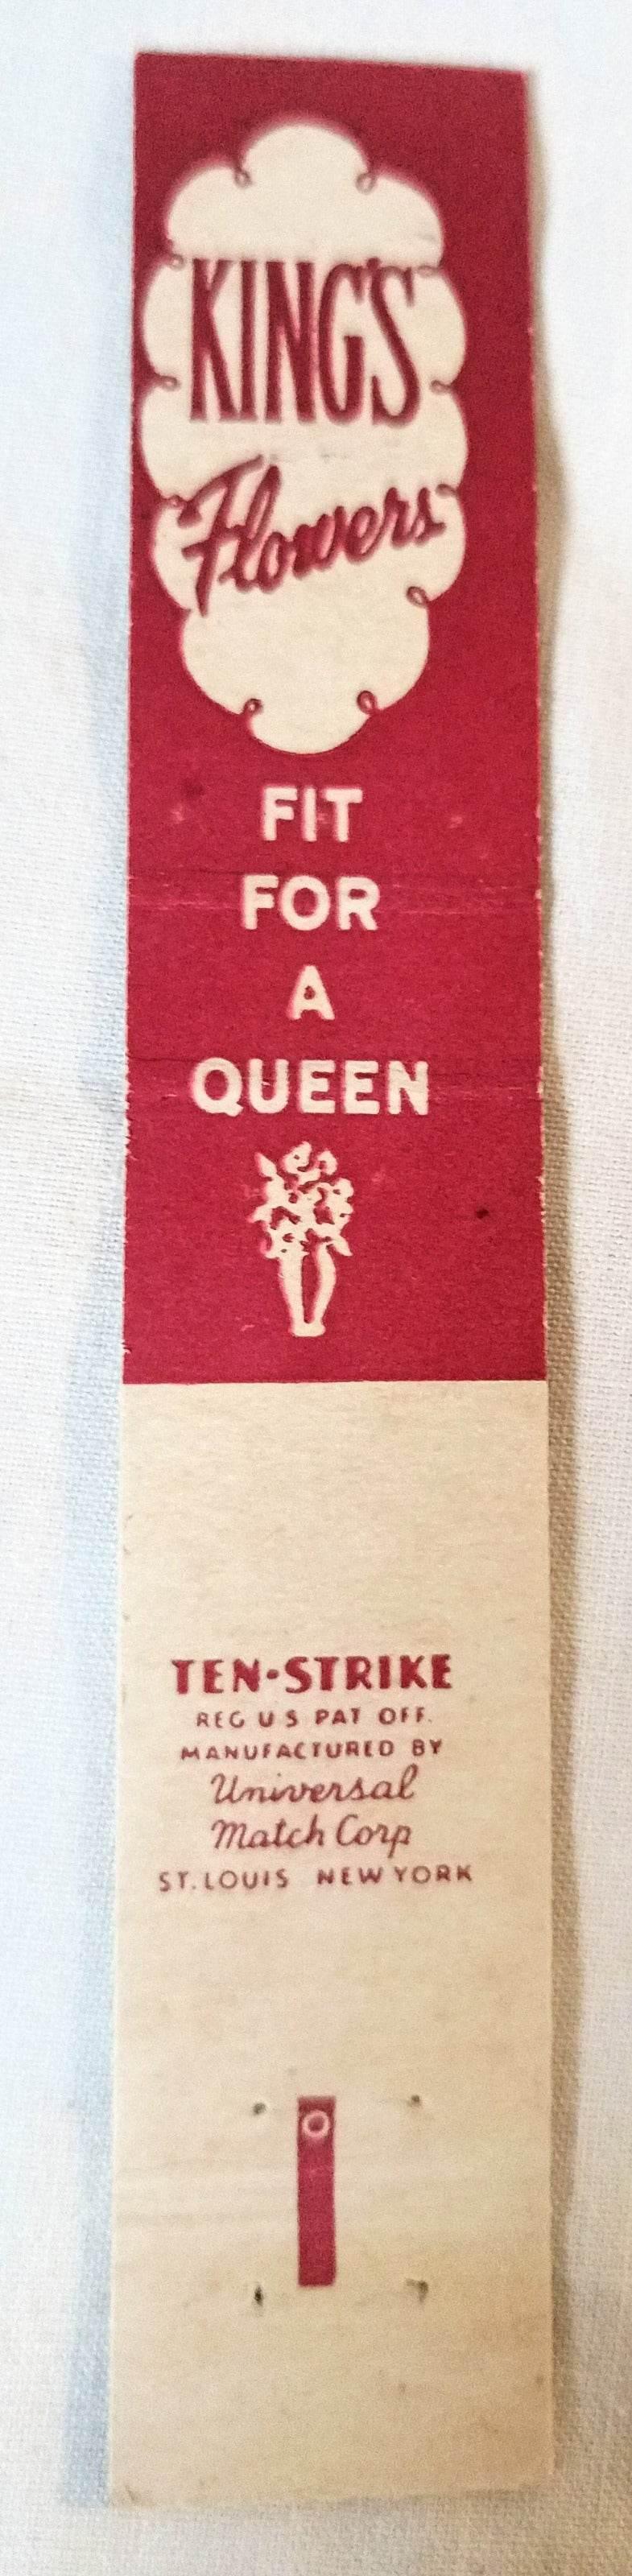 KING'S
Flowers
FIT
FOR
A
QUEEN
TEN-STRIKE
REG U S PAT OFF.
MANUFACTURED BY
Universal
Match Corp
ST. LOUIS NEW YORK